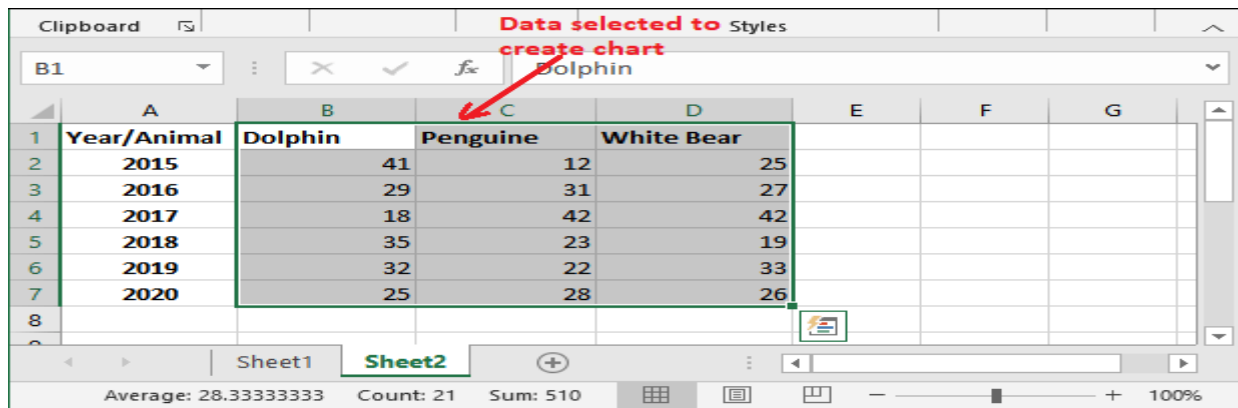 Clipboard Data selected to Styles
create chart
B1 fx Dolphin
A B C D E F G
1 Year/Animal Dolphin Penguine White Bear
2 2015 41 12 25
3 2016 29 31 27
4 2017 18 42 42
5 2018 35 23 19
6 2019 32 22 33
7 2020 25 28 26
8
Sheet1 Sheet2
Average: 28.33333333 Count: 21 Sum: 510 100%